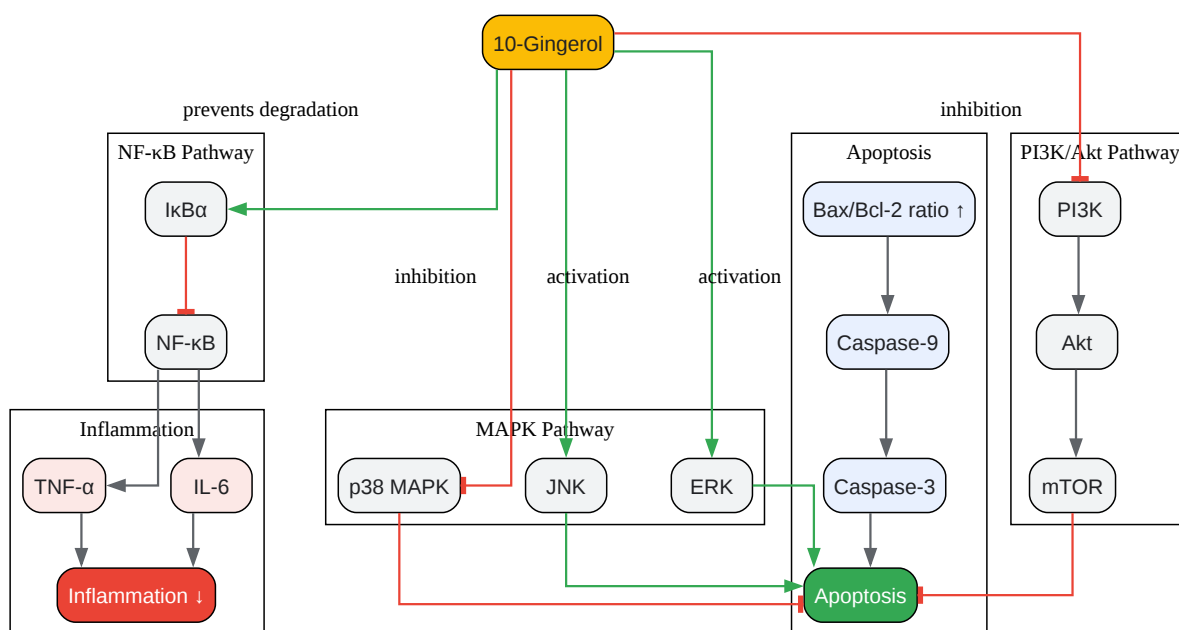 10-Gingerol
prevents degradation
inhibition
NF-κB Pathway
Apoptosis
PI3K/Akt Pathway
IκBα
Bax/Bcl-2 ratio ↑
PI3K
inhibition
activation
activation
NF-κB
Caspase-9
Akt
Inflammation
MAPK Pathway
TNF-α
IL-6
p38 MAPK
JNK
ERK
Caspase-3
mTOR
Inflammation ↓
Apoptosis